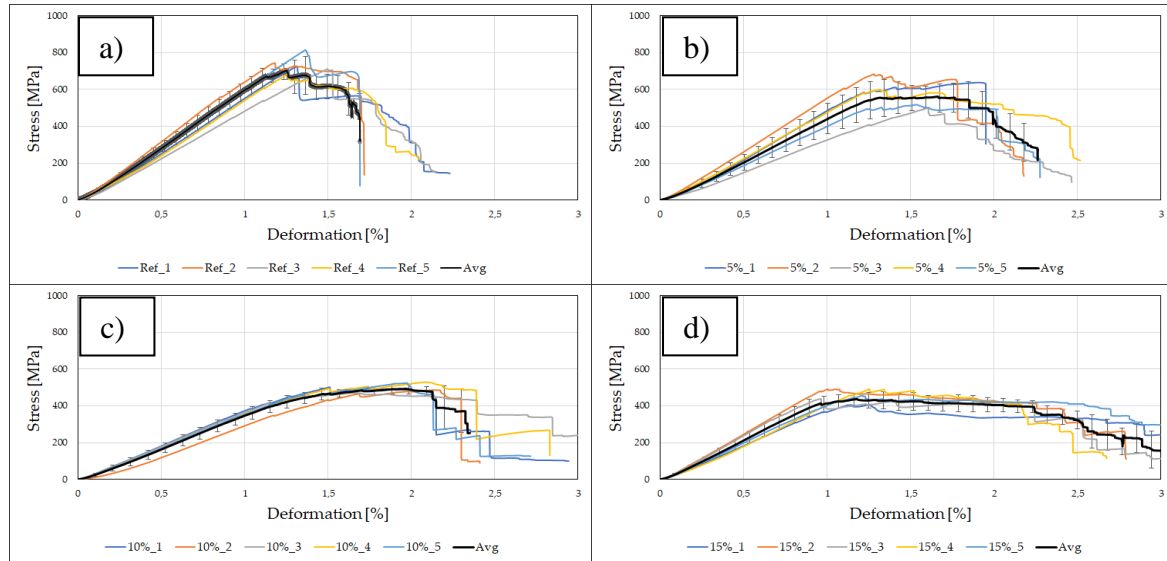 a)
Stress [MPa]
1000
800
600
400
200
0
0 0,5 1 1,5 2 2,5 3
Deformation [%]
Ref_1 Ref_2 Ref_3 Ref_4 Ref_5 Avg
b)
Stress [MPa]
1000
800
600
400
200
0
0 0,5 1 1,5 2 2,5 3
Deformation [%]
5%_1 5%_2 5%_3 5%_4 5%_5 Avg
c)
Stress [MPa]
1000
800
600
400
200
0
0 0,5 1 1,5 2 2,5 3
Deformation [%]
10%_1 10%_2 10%_3 10%_4 10%_5 Avg
d)
Stress [MPa]
1000
800
600
400
200
0
0 0,5 1 1,5 2 2,5 3
Deformation [%]
15%_1 15%_2 15%_3 15%_4 15%_5 Avg